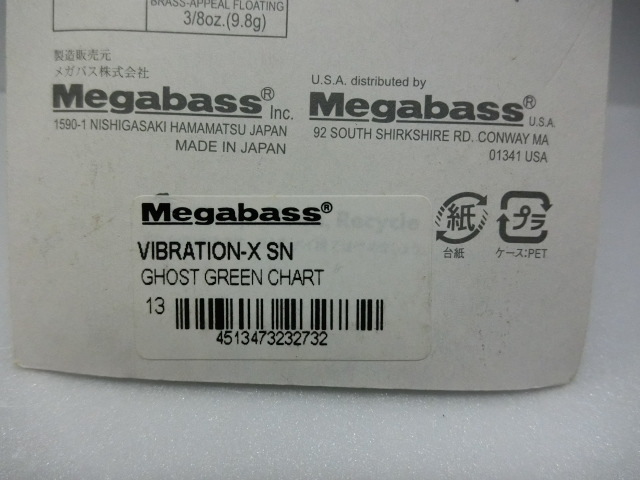 BRASS-APPEAL FLOATING
3/8oz.(9.8g)
製造販売元
メガバス株式会社
Megabass® Inc.
1590-1 NISHIGASAKI HAMAMATSU JAPAN
MADE IN JAPAN
U.S.A. distributed by
Megabass® U.S.A.
92 SOUTH SHIRKSHIRE RD. CONWAY MA
01341 USA
Megabass®
Recycle
VIBRATION-X SN
GHOST GREEN CHART
13
4513473232732
紙
台紙
プラ
ケース:PET